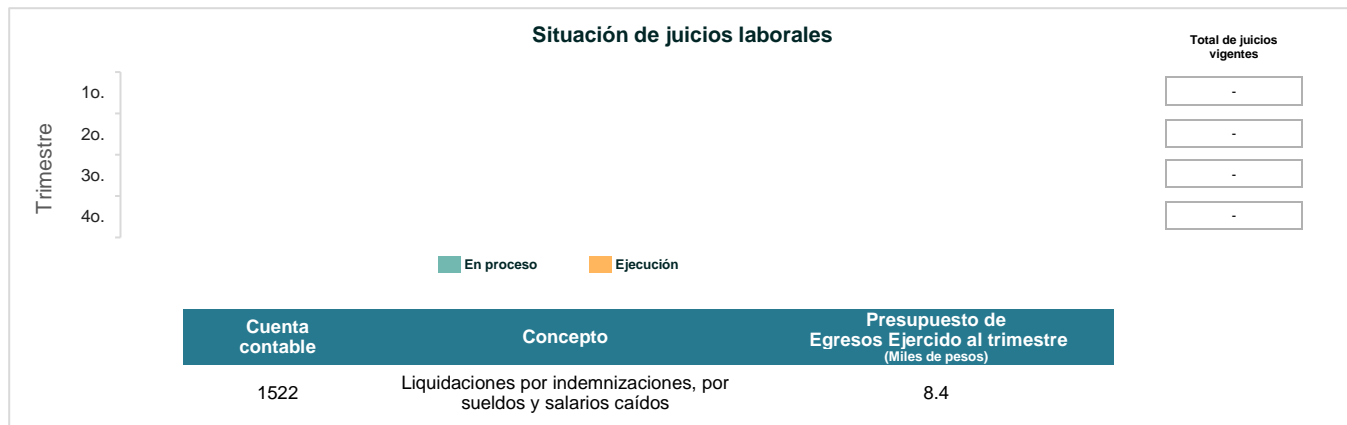 Situación de juicios laborales
Total de juicios
vigentes
Trimestre
1o.
-
2o.
-
3o.
-
4o.
-
En proceso
Ejecución
Cuenta
contable
Concepto
Presupuesto de
Egresos Ejercido al trimestre
(Miles de pesos)
1522
Liquidaciones por indemnizaciones, por
sueldos y salarios caídos
8.4